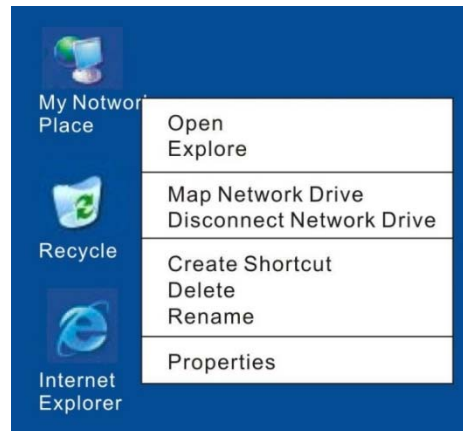 My Notwor
Place
Open
Explore
Map Network Drive
Disconnect Network Drive
Recycle
Create Shortcut
Delete
Rename
Properties
Internet
Explorer